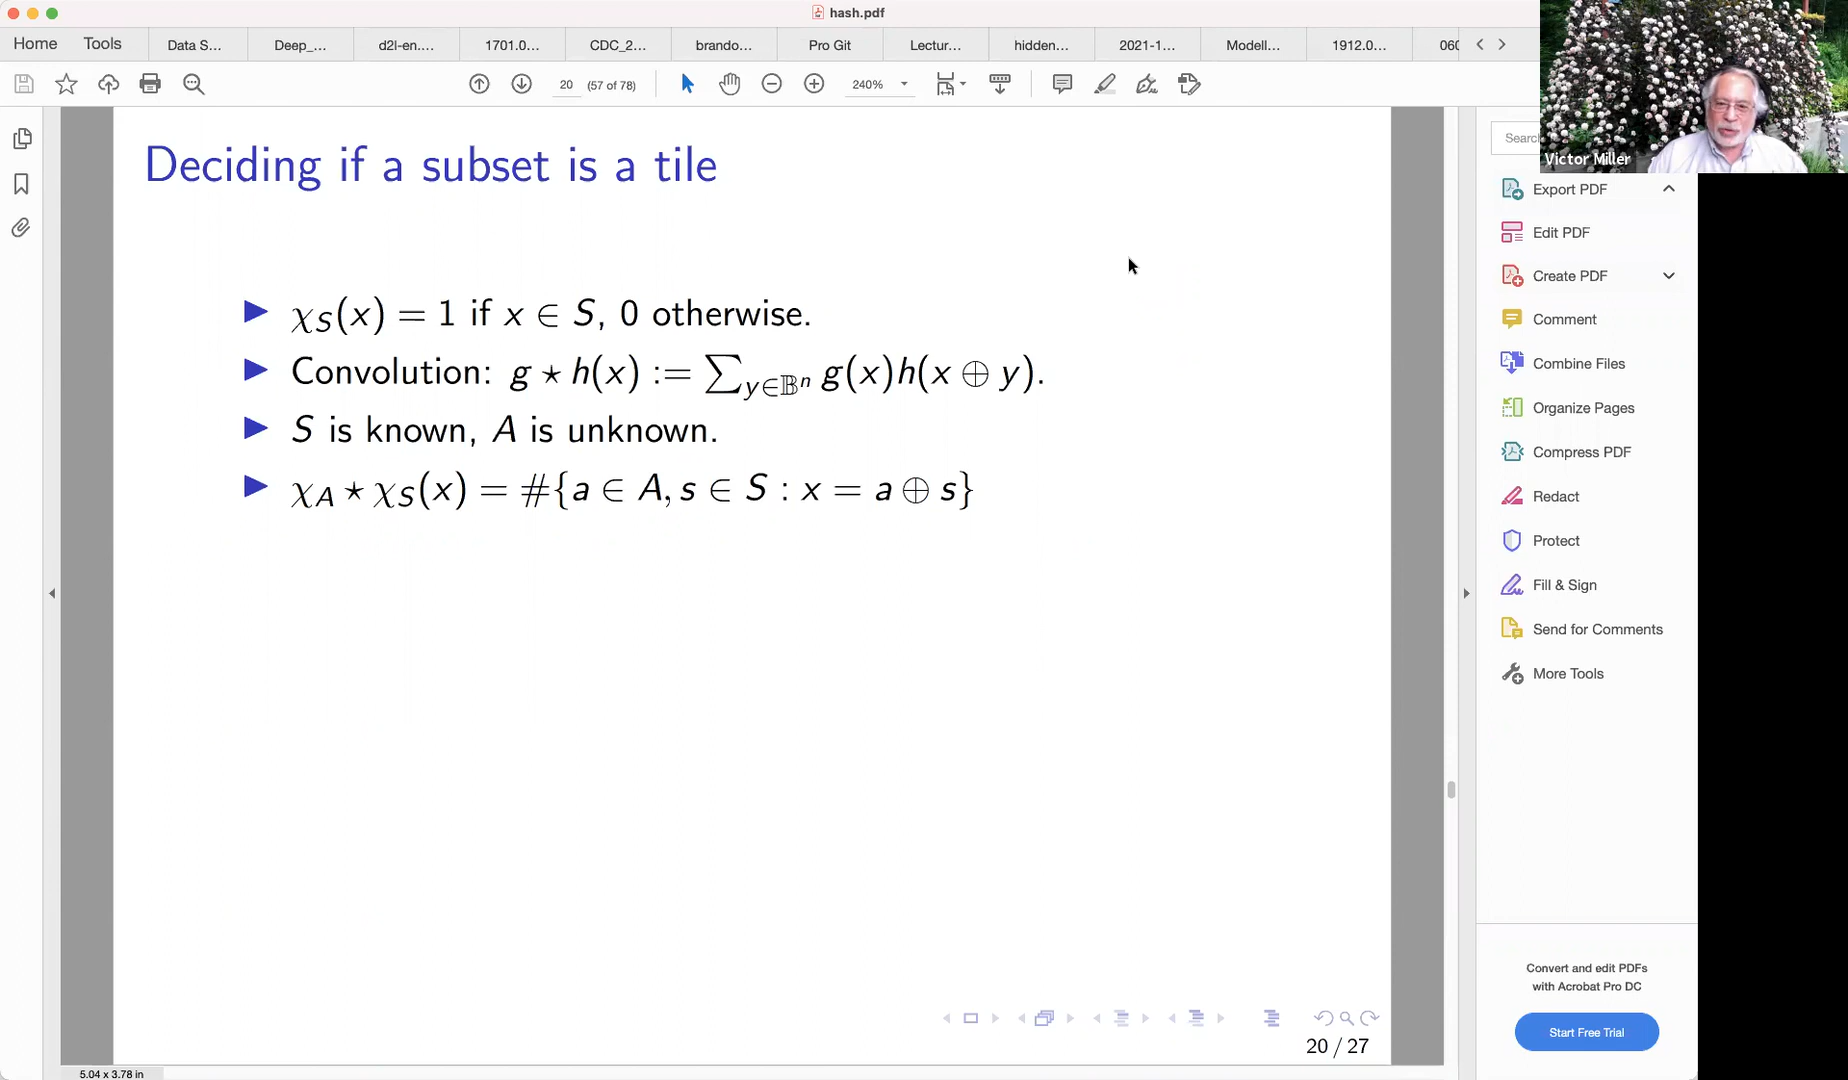 hash.pdf
Home Tools Data S... Deep_... d2l-en.... 1701.0... CDC_2... brando... Pro Git Lectur... hidden... 2021-1... Modell... 1912.0... 060
20 (57 of 78) 240%
Victor Miller
Deciding if a subset is a tile
▶ χ_S(x) = 1 if x ∈ S, 0 otherwise.
▶ Convolution: g ⋆ h(x) := ∑_{y∈𝔹ⁿ} g(x)h(x ⊕ y).
▶ S is known, A is unknown.
▶ χ_A ⋆ χ_S(x) = #{a ∈ A, s ∈ S : x = a ⊕ s}
20 / 27
5.04 x 3.78 in
Searc
Export PDF
Edit PDF
Create PDF
Comment
Combine Files
Organize Pages
Compress PDF
Redact
Protect
Fill & Sign
Send for Comments
More Tools
Convert and edit PDFs
with Acrobat Pro DC
Start Free Trial